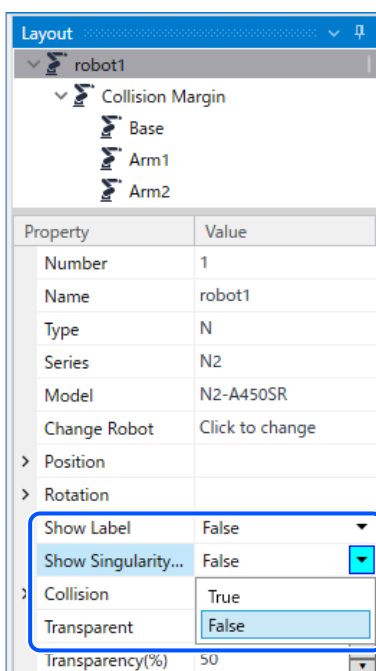 Layout
robot1
Collision Margin
Base
Arm1
Arm2
Property Value
Number 1
Name robot1
Type N
Series N2
Model N2-A450SR
Change Robot Click to change
Position
Rotation
Show Label False
Show Singularity... False
Collision True
Transparent False
Transparency(%) 50